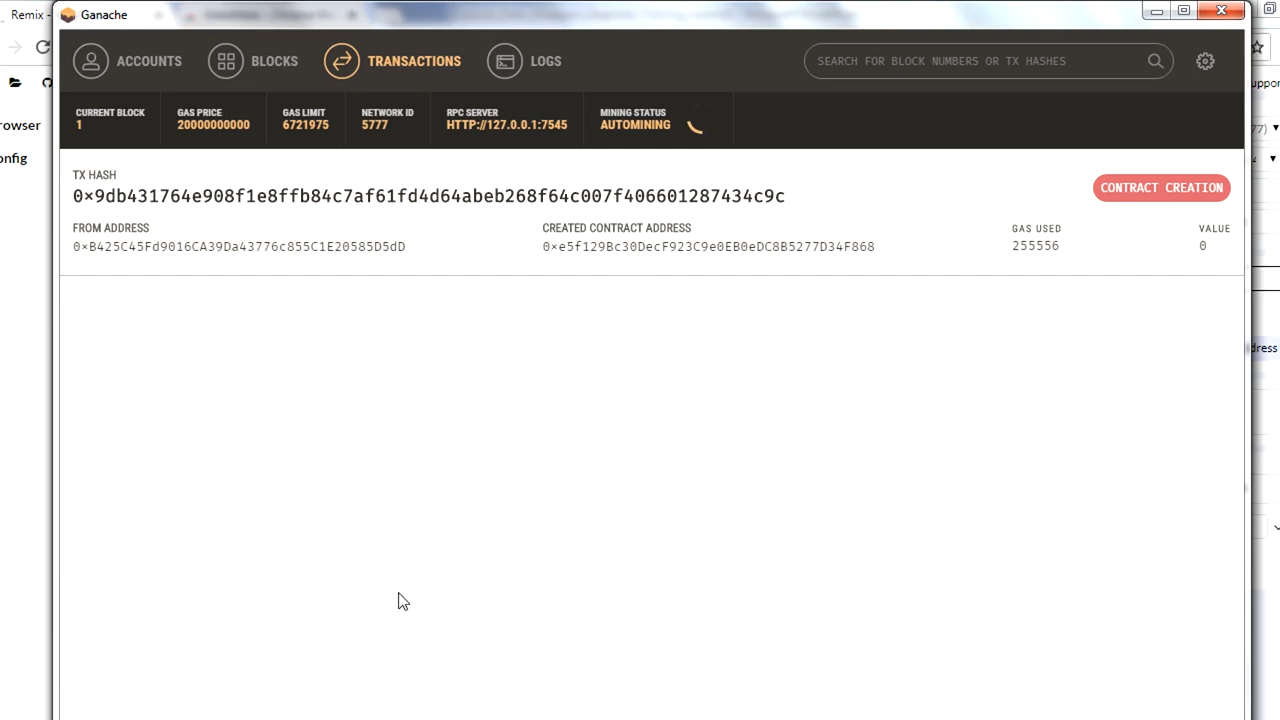 Remix -
Ganache
ACCOUNTS
BLOCKS
TRANSACTIONS
LOGS
SEARCH FOR BLOCK NUMBERS OR TX HASHES
CURRENT BLOCK
1
GAS PRICE
20000000000
GAS LIMIT
6721975
NETWORK ID
5777
RPC SERVER
HTTP://127.0.0.1:7545
MINING STATUS
AUTOMINING
rowser
onfig
TX HASH
0×9db431764e908f1e8ffb84c7af61fd4d64abeb268f64c007f406601287434c9c
CONTRACT CREATION
FROM ADDRESS
0×B425C45Fd9016CA39Da43776c855C1E20585D5dD
CREATED CONTRACT ADDRESS
0×e5f129Bc30DecF923C9e0EB0eDC8B5277D34F868
GAS USED
255556
VALUE
0
suppor
77)
dress